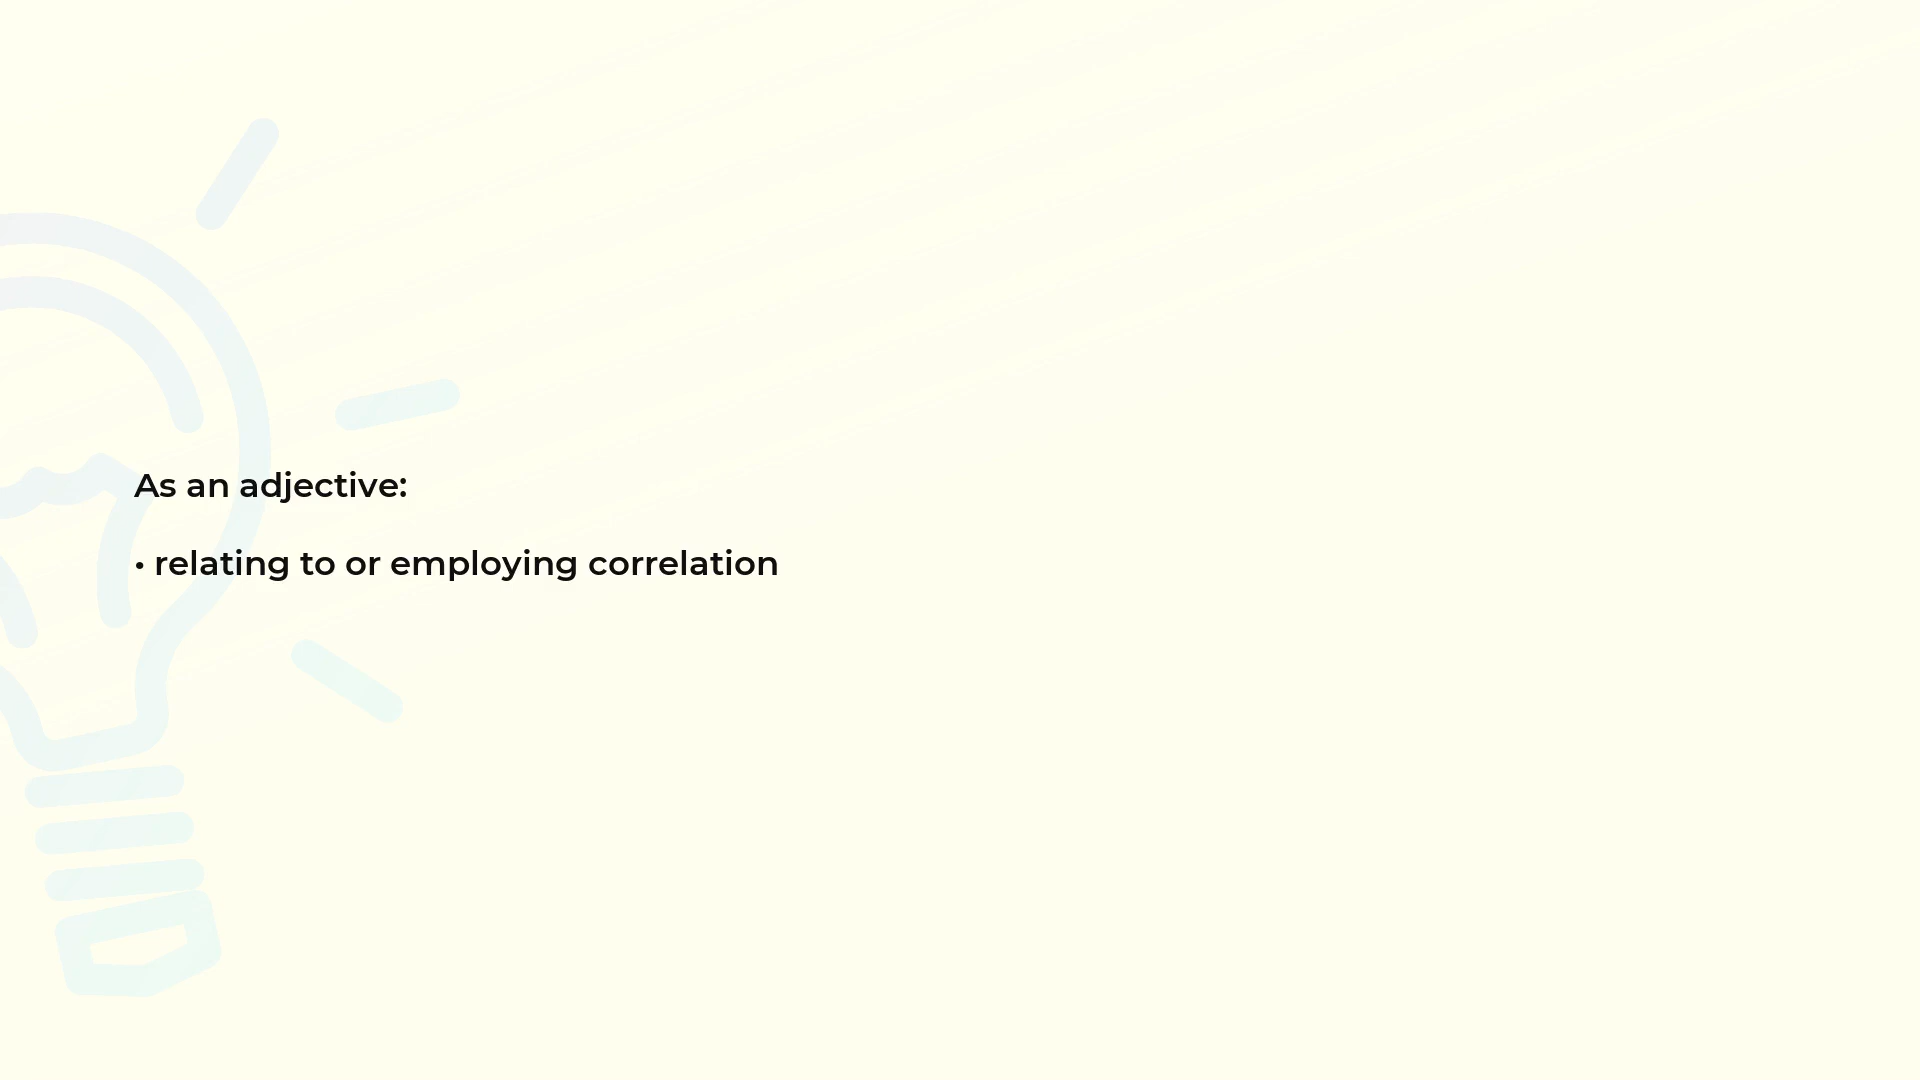 As an adjective:
• relating to or employing correlation